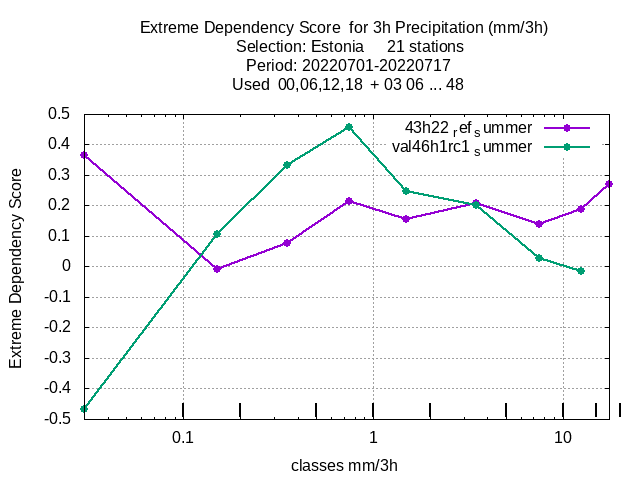 Extreme Dependency Score  for 3h Precipitation (mm/3h)
Selection: Estonia     21 stations
Period: 20220701-20220717
Used  00,06,12,18  + 03 06 ... 48
43h22 ref summer
val46h1rc1 summer
0.5
0.4
0.3
0.2
0.1
0
-0.1
-0.2
-0.3
-0.4
-0.5
Extreme Dependency Score
0.1 1 10
classes mm/3h